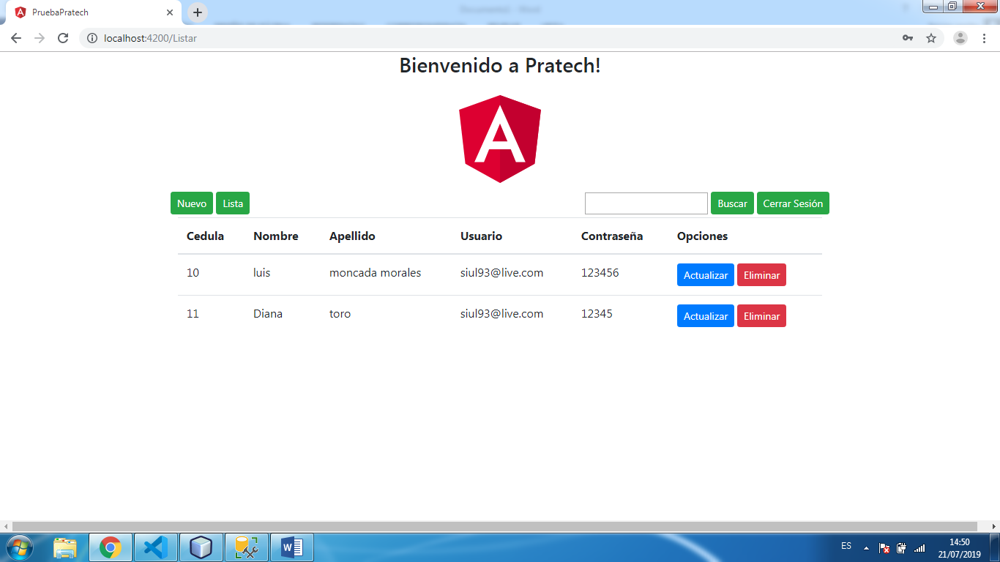 PruebaPratech
localhost:4200/Listar
Bienvenido a Pratech!
A
Nuevo Lista Buscar Cerrar Sesión
Cedula Nombre Apellido Usuario Contraseña Opciones
10 luis moncada morales siul93@live.com 123456 Actualizar Eliminar
11 Diana toro siul93@live.com 12345 Actualizar Eliminar
ES 14:50
21/07/2019